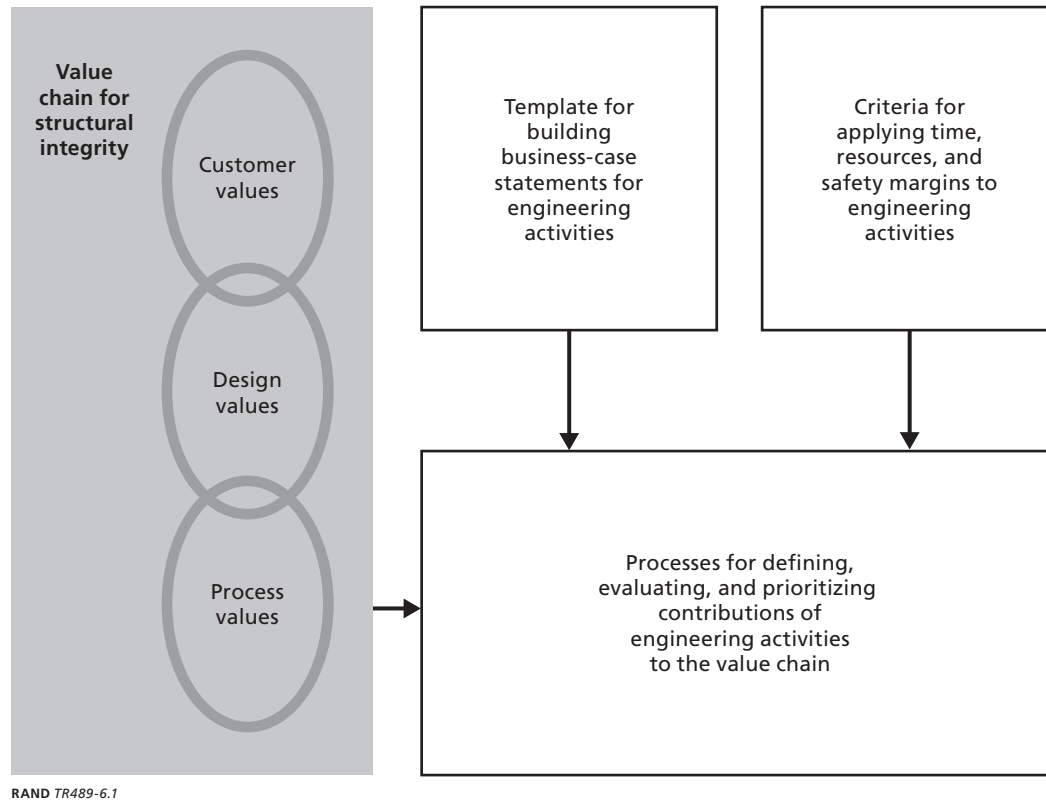 Value
chain for
structural
integrity
Customer
values
Design
values
Process
values
Template for
building
business-case
statements for
engineering
activities
Criteria for
applying time,
resources, and
safety margins to
engineering
activities
Processes for defining,
evaluating, and prioritizing
contributions of
engineering activities
to the value chain
RAND TR489-6.1